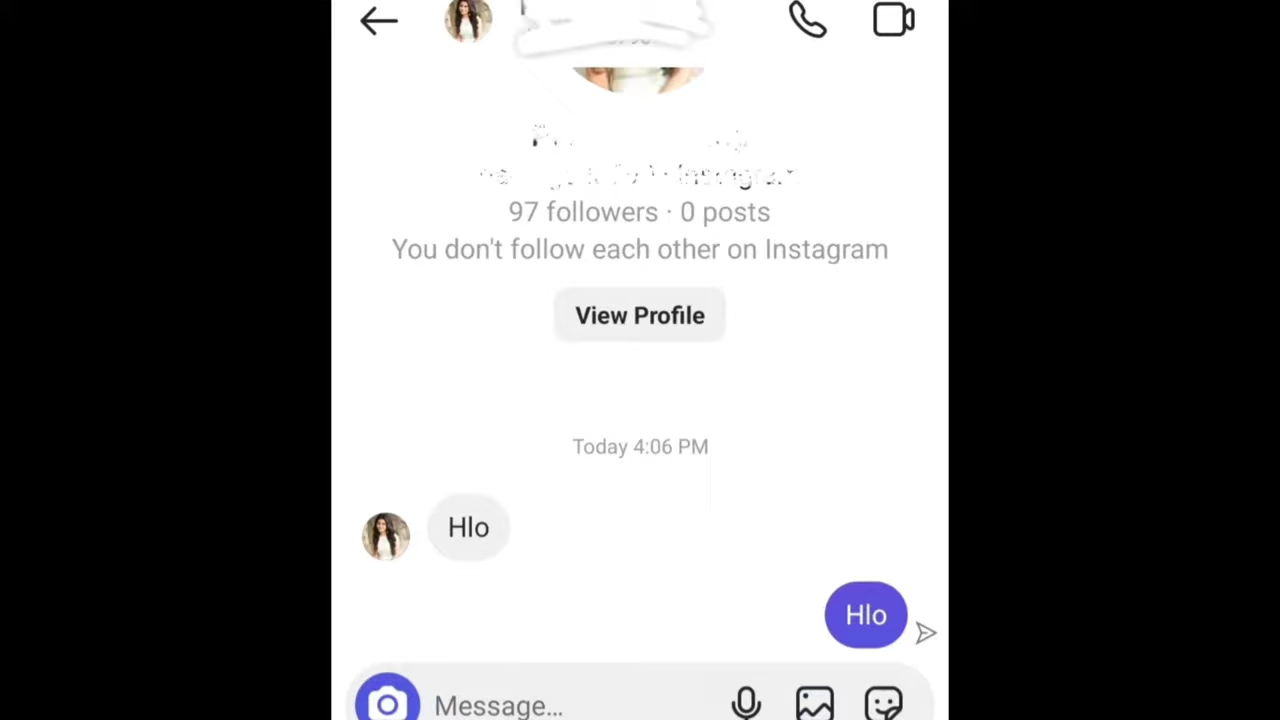 97 followers · 0 posts
You don't follow each other on Instagram
View Profile
Today 4:06 PM
Hlo
Hlo
Message...